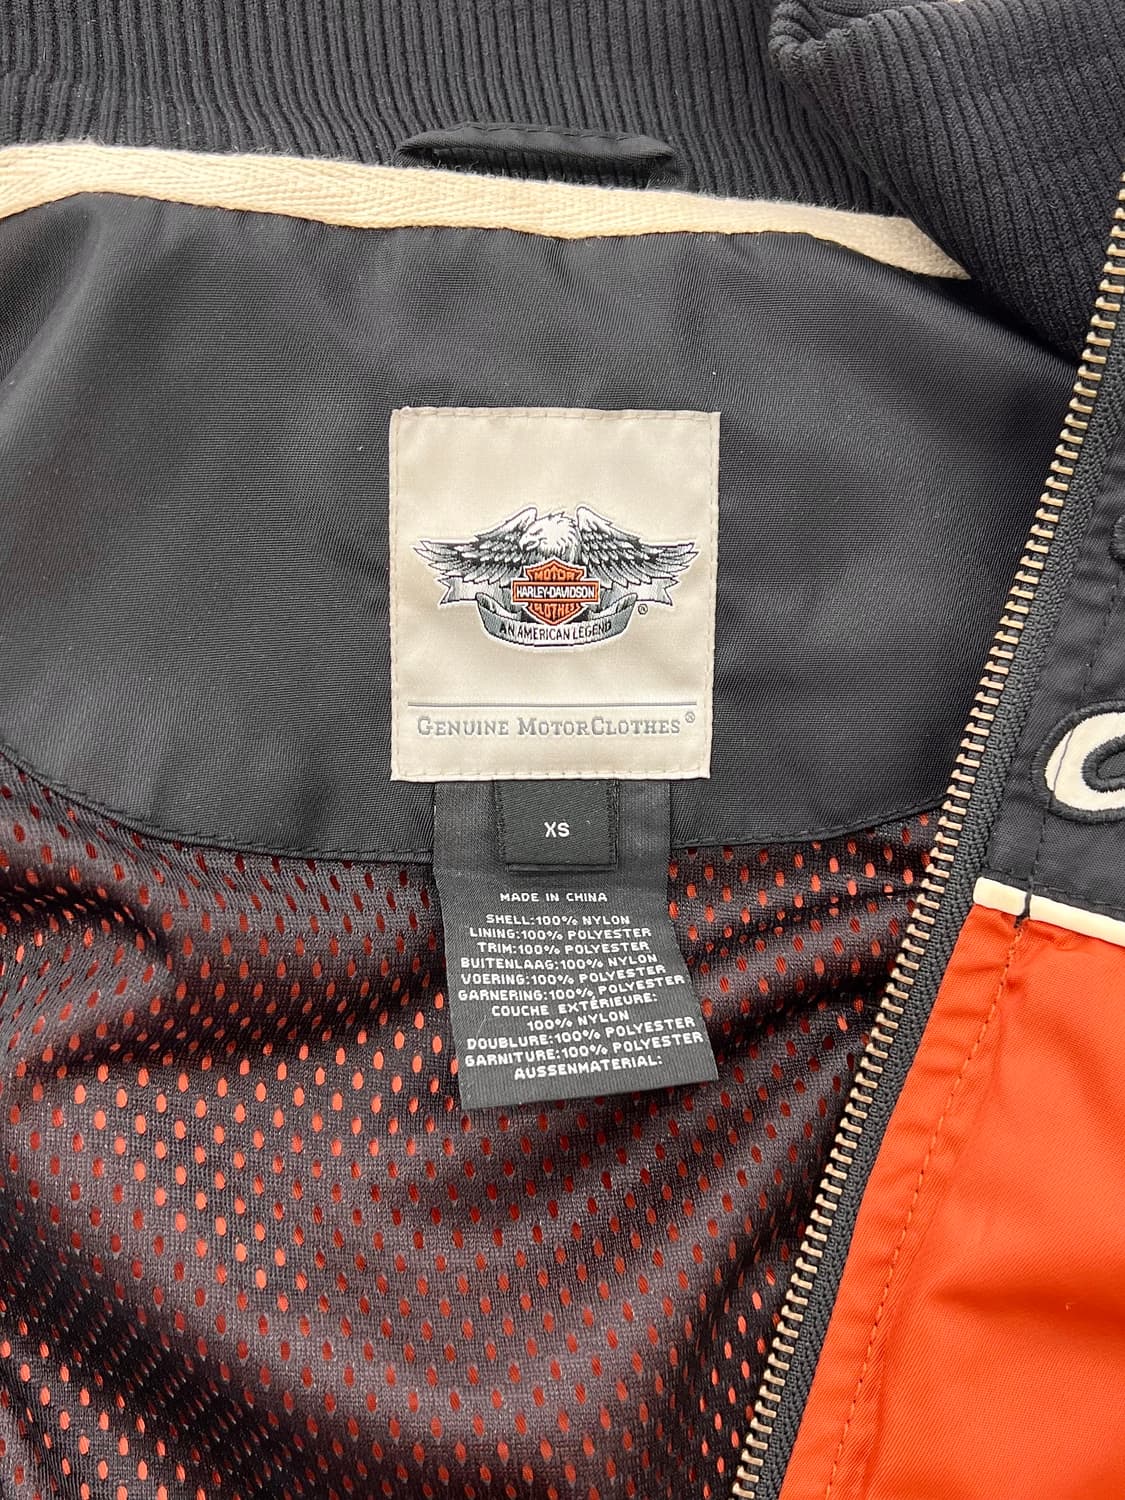 MOTOR
HARLEY-DAVIDSON
CLOTHES
®
AN AMERICAN LEGEND
GENUINE MOTORCLOTHES®
XS
MADE IN CHINA
SHELL:100% NYLON
LINING:100% POLYESTER
TRIM:100% POLYESTER
BUITENLAAG:100% NYLON
VOERING:100% POLYESTER
GARNERING:100% POLYESTER
COUCHE EXTÉRIEURE:
100% NYLON
DOUBLURE:100% POLYESTER
GARNITURE:100% POLYESTER
AUSSENMATERIAL: